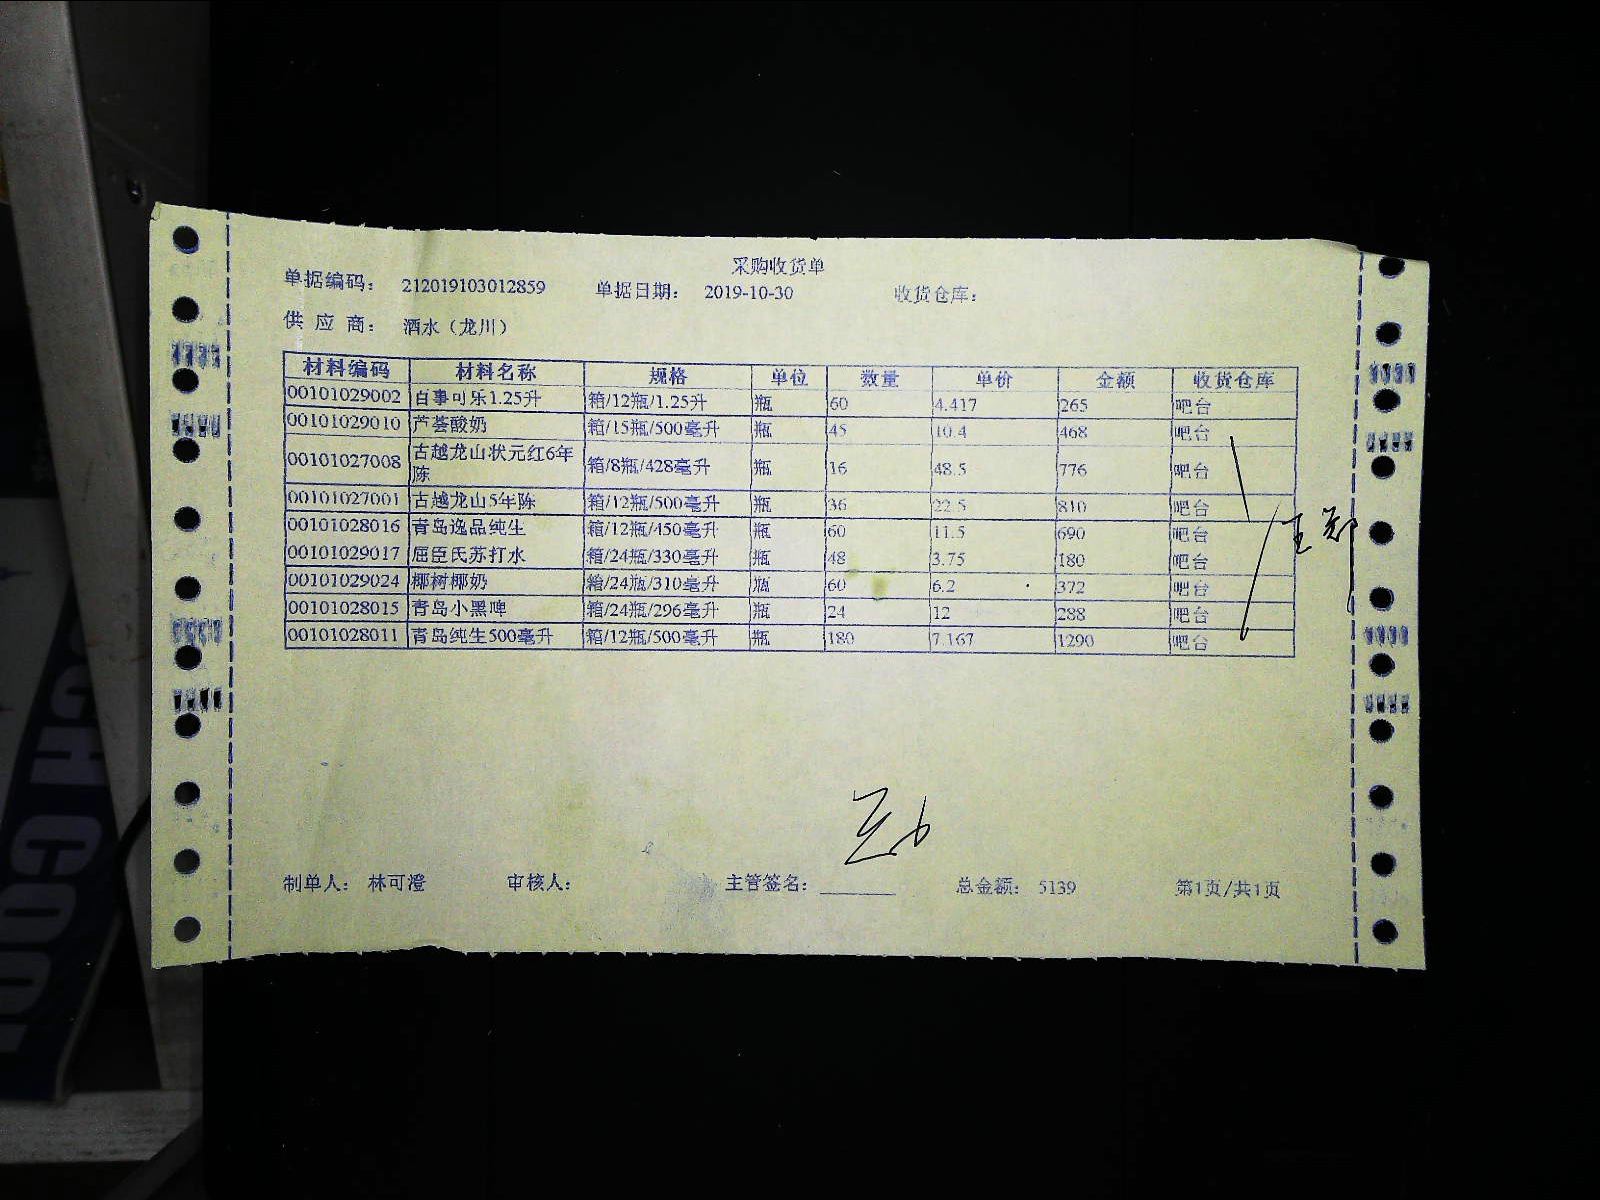 采购收货单
单据编码： 212019103012859 单据日期： 2019-10-30 收货仓库：
供 应 商： 酒水（龙川）
材料编码 材料名称 规格 单位 数量 单价 金额 收货仓库
00101029002 百事可乐1.25升 箱/12瓶/1.25升 瓶 60 4.417 265 吧台
00101029010 芦荟酸奶 箱/15瓶/500毫升 瓶 45 10.4 468 吧台
00101027008 古越龙山状元红6年陈 箱/8瓶/428毫升 瓶 16 48.5 776 吧台
00101027001 古越龙山5年陈 箱/12瓶/500毫升 瓶 36 22.5 810 吧台
00101028016 青岛逸品纯生 箱/12瓶/450毫升 瓶 60 11.5 690 吧台
00101029017 屈臣氏苏打水 箱/24瓶/330毫升 瓶 48 3.75 180 吧台
00101029024 椰树椰奶 箱/24瓶/310毫升 瓶 60 6.2 372 吧台
00101028015 青岛小黑啤 箱/24瓶/296毫升 瓶 24 12 288 吧台
00101028011 青岛纯生500毫升 箱/12瓶/500毫升 瓶 180 7.167 1290 吧台
制单人： 林可澄 审核人： 主管签名： 总金额： 5139 第1页/共1页